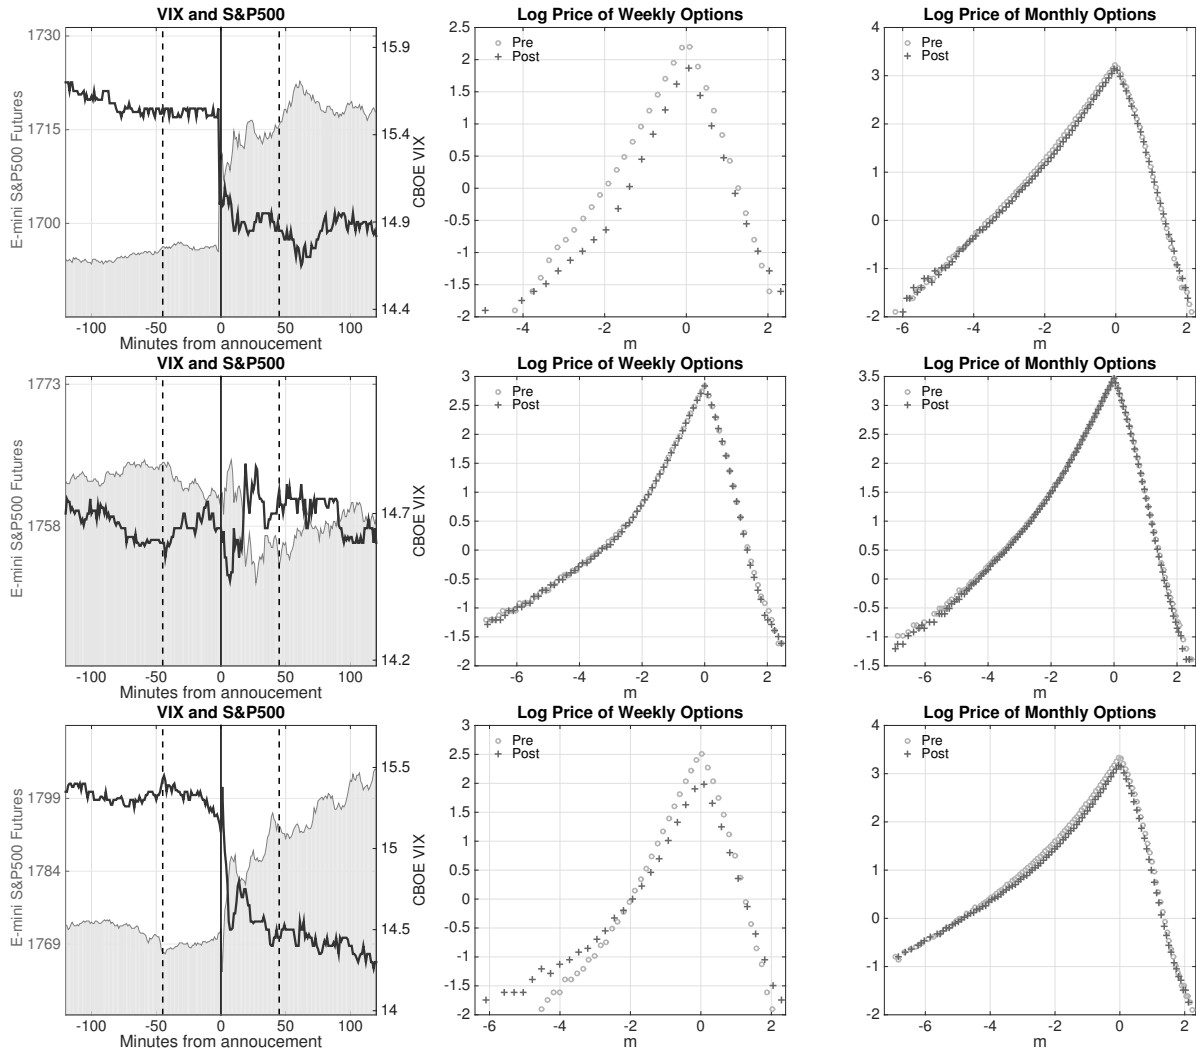 VIX and S&P500
Log Price of Weekly Options
Log Price of Monthly Options
E-mini S&P500 Futures
1730
1715
1700
15.9
15.4
14.9
14.4
CBOE VIX
-100 -50 0 50 100
Minutes from annoucement
Pre
Post
2.5
2
1.5
1
0.5
0
-0.5
-1
-1.5
-2
-6 -4 -2 0 2
m
Pre
Post
4
3
2
1
0
-1
-2
-6 -4 -2 0 2
m
VIX and S&P500
Log Price of Weekly Options
Log Price of Monthly Options
E-mini S&P500 Futures
1773
1758
14.7
14.2
CBOE VIX
-100 -50 0 50 100
Minutes from annoucement
Pre
Post
3
2.5
2
1.5
1
0.5
0
-0.5
-1
-1.5
-2
-6 -4 -2 0 2
m
Pre
Post
3.5
3
2.5
2
1.5
1
0.5
0
-0.5
-1
-1.5
-6 -4 -2 0 2
m
VIX and S&P500
Log Price of Weekly Options
Log Price of Monthly Options
E-mini S&P500 Futures
1799
1784
1769
15.5
15
14.5
14
CBOE VIX
-100 -50 0 50 100
Minutes from annoucement
Pre
Post
3
2.5
2
1.5
1
0.5
0
-0.5
-1
-1.5
-2
-6 -4 -2 0 2
m
Pre
Post
4
3
2
1
0
-1
-2
-6 -4 -2 0 2
m